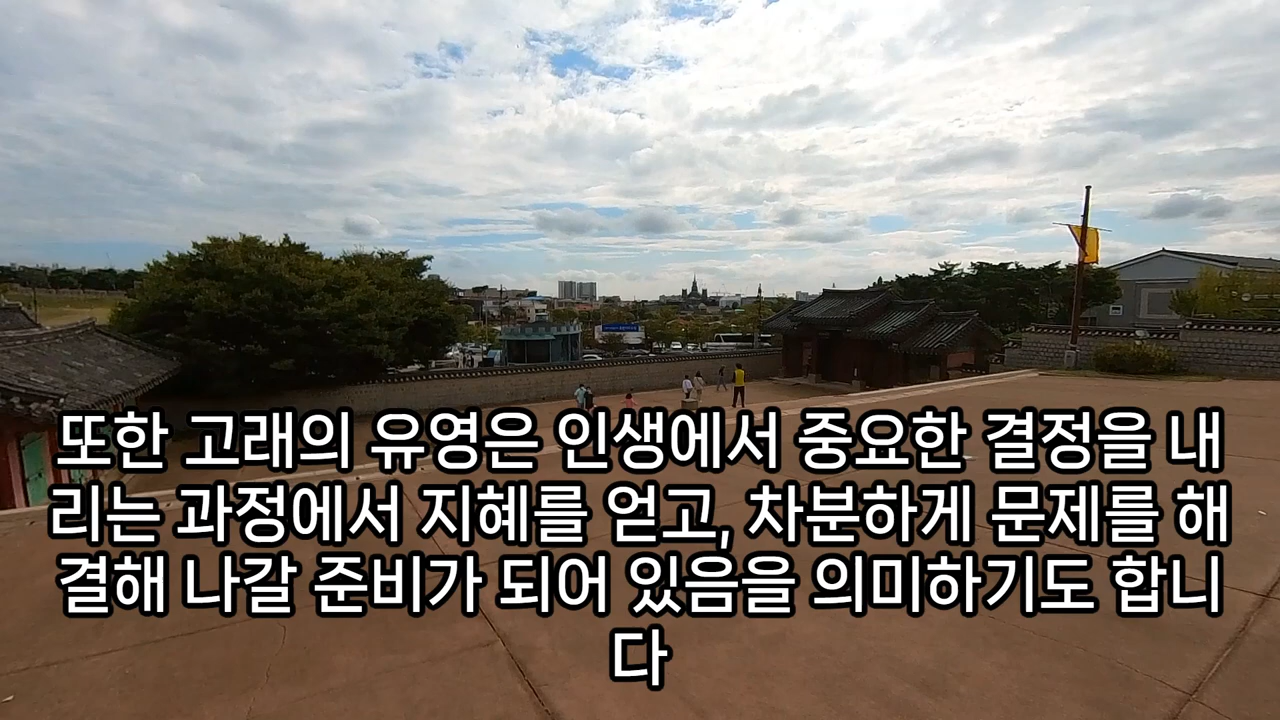 또한 고래의 유영은 인생에서 중요한 결정을 내
리는 과정에서 지혜를 얻고, 차분하게 문제를 해
결해 나갈 준비가 되어 있음을 의미하기도 합니
다